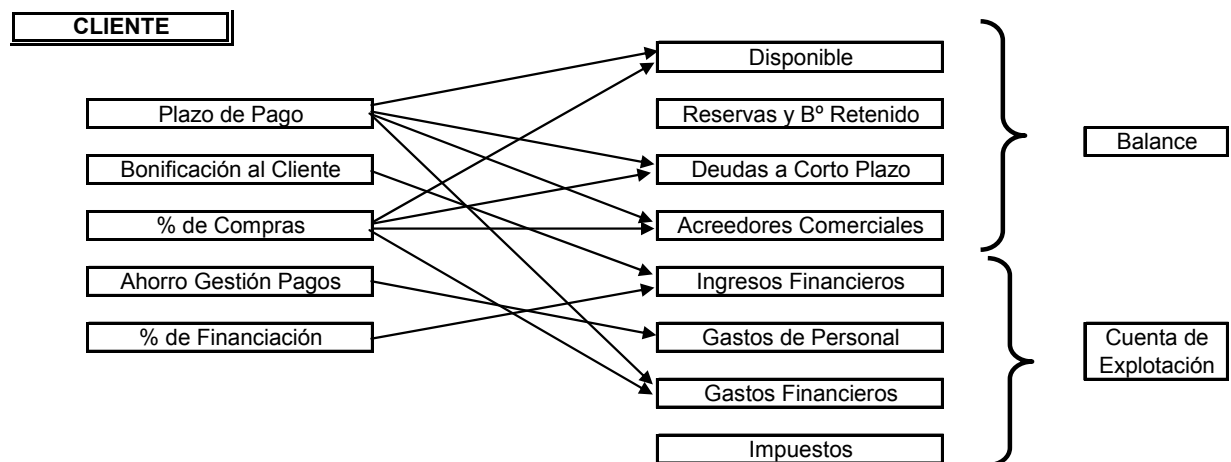 CLIENTE
Disponible
Plazo de Pago
Reservas y Bº Retenido
Balance
Bonificación al Cliente
Deudas a Corto Plazo
% de Compras
Acreedores Comerciales
Ahorro Gestión Pagos
Ingresos Financieros
% de Financiación
Gastos de Personal
Cuenta de
Explotación
Gastos Financieros
Impuestos